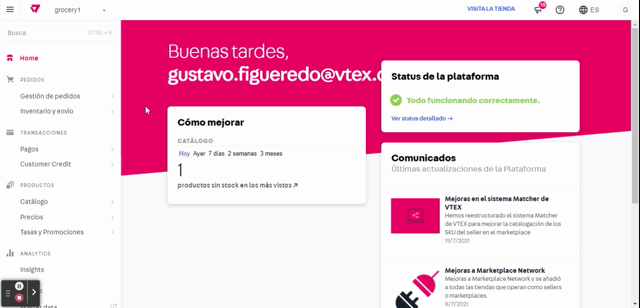 grocery1
VISITA LA TIENDA
ES
G
Busca
CTRL + K
Home
PEDIDOS
Gestión de pedidos
Inventario y envío
TRANSACCIONES
Pagos
Customer Credit
PRODUCTOS
Catálogo
Precios
Tasas y Promociones
ANALYTICS
Insights
Buenas tardes,
gustavo.figueredo@vtex.c
Cómo mejorar
CATÁLOGO
Hoy Ayer 7 días 2 semanas 3 meses
1
productos sin stock en los más vistos
Status de la plataforma
Todo funcionando correctamente.
Ver status detallado →
Comunicados
Últimas actualizaciones de la Plataforma
Mejoras en el sistema Matcher de
VTEX
Hemos reestructurado el sistema Matcher
de VTEX para mejorar la catalogación de los
SKU del seller en el marketplace
19/7/2021
Mejoras a Marketplace Network
Mejoras a Marketplace Network y se añadió
a todas las tiendas que operan como sellers
o marketplaces.